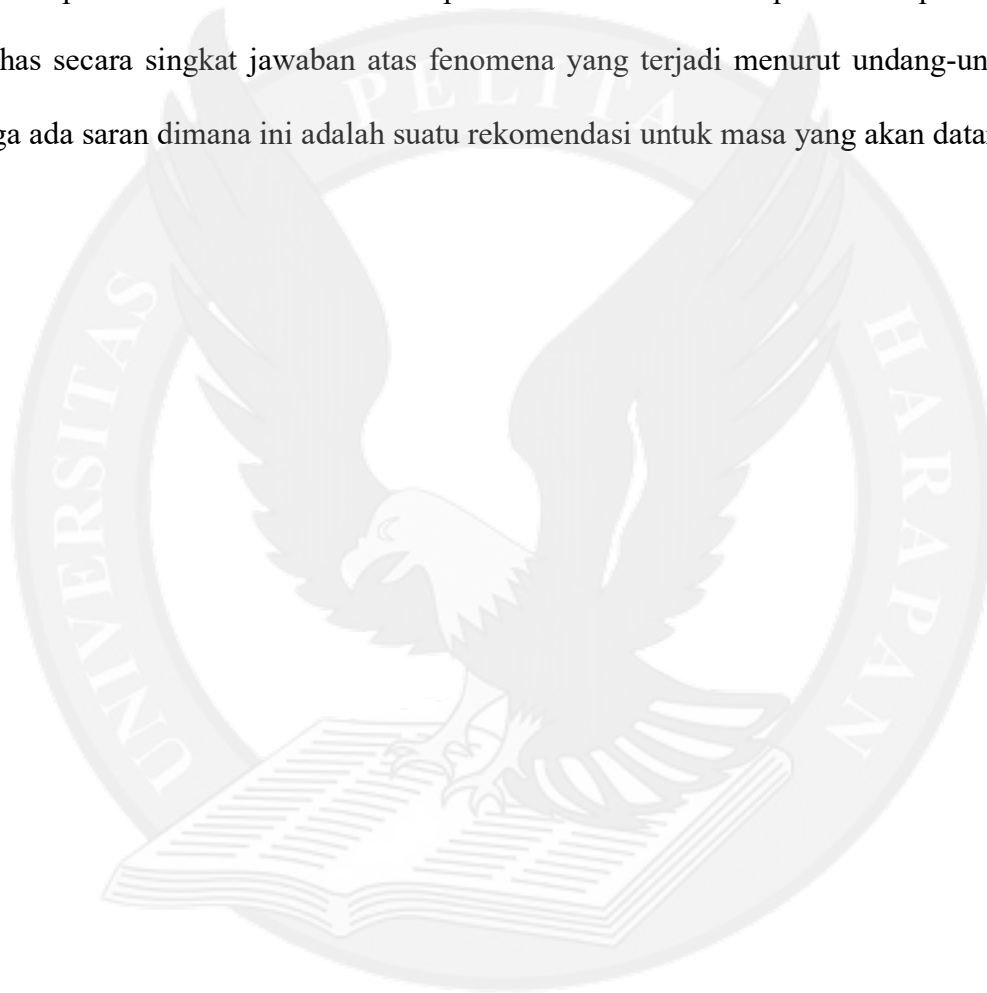 has secara singkat jawaban atas fenomena yang terjadi menurut undang-un
ga ada saran dimana ini adalah suatu rekomendasi untuk masa yang akan data
UNIVERSITAS PELITA HARAPAN